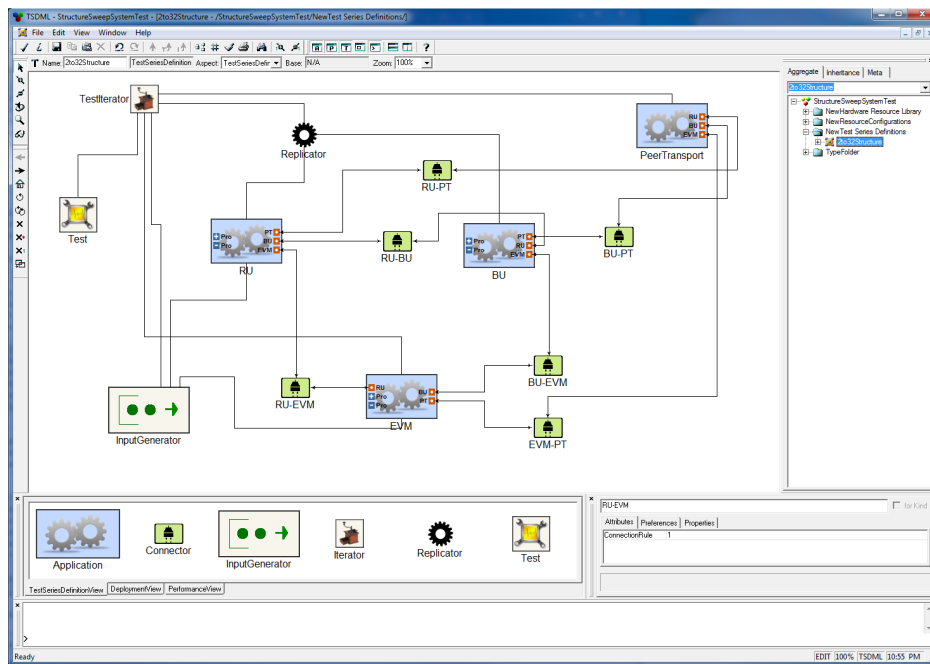 TSDML - StructureSweepSystemTest - [2to32Structure - /StructureSweepSystemTest/NewTest Series Definitions/]
File Edit View Window Help
Name: 2to32Structure TestSeriesDefinition Aspect: TestSeriesDefir Base: N/A Zoom: 100%
Aggregate Inheritance Meta
2to32Structure
StructureSweepSystemTest
NewHardware Resource Library
NewResourceConfigurations
NewTest Series Definitions
2to32Structure
TypeFolder
TestIterator
Replicator
RU
BU
EVM
PeerTransport
RU-PT
Test
Pro
Pro
PT
BU
EVM
RU
RU-BU
Pro
Pro
PT
RU
EVM
BU
BU-PT
BU-EVM
RU-EVM
RU
Pro
Pro
BU
PT
EVM
EVM-PT
InputGenerator
Application
Connector
InputGenerator
Iterator
Replicator
Test
TestSeriesDefinitionView DeploymentView PerformanceView
RU-EVM for Kind
Attributes Preferences Properties
ConnectionRule 1
>
Ready EDIT 100% TSDML 10:55 PM